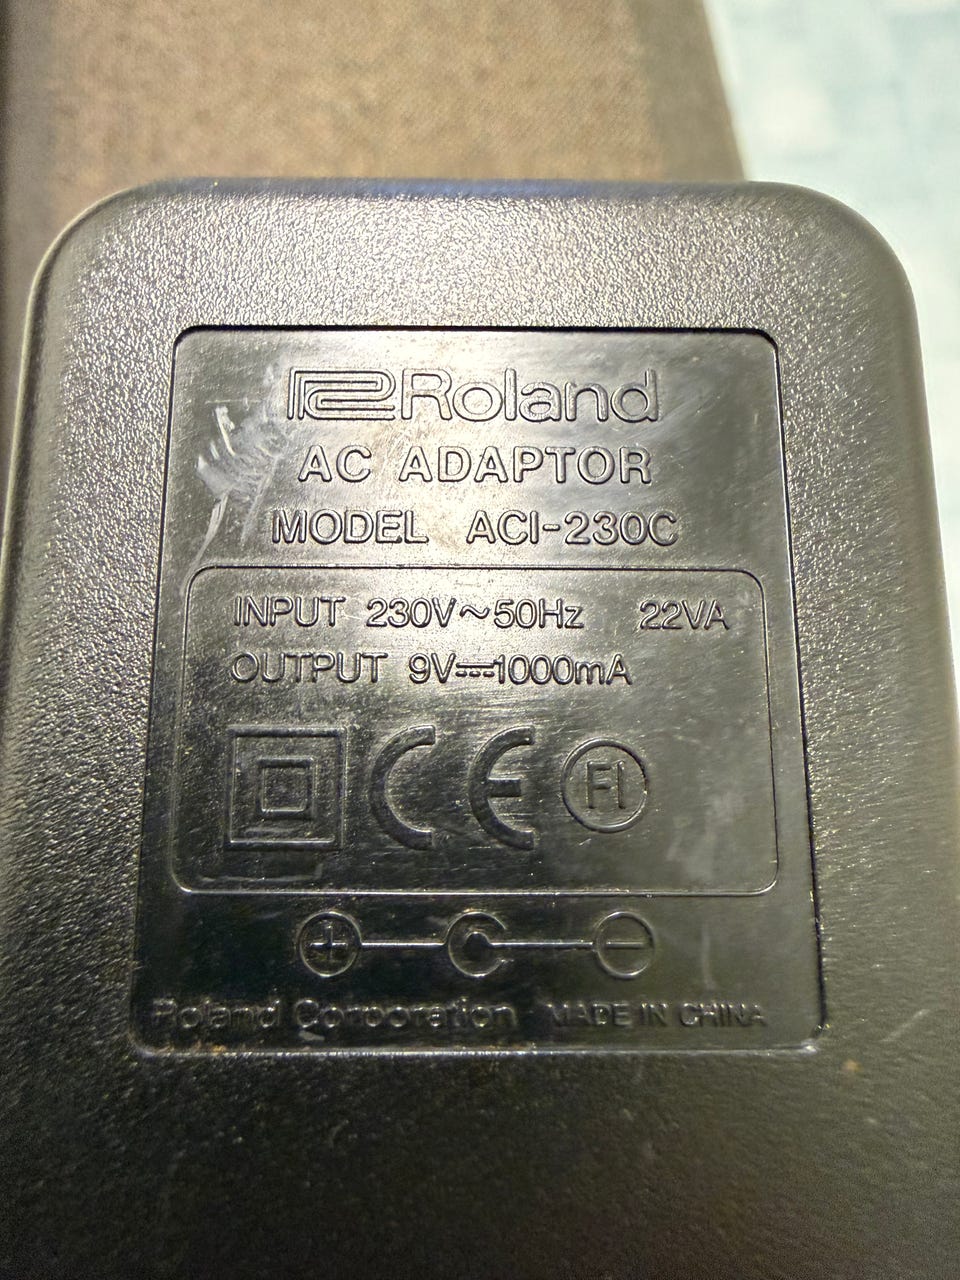 Roland
AC ADAPTOR
MODEL ACI-230C
INPUT 230V~50Hz 22VA
OUTPUT 9V⎓1000mA
CE FI
+ −
Roland Corporation MADE IN CHINA